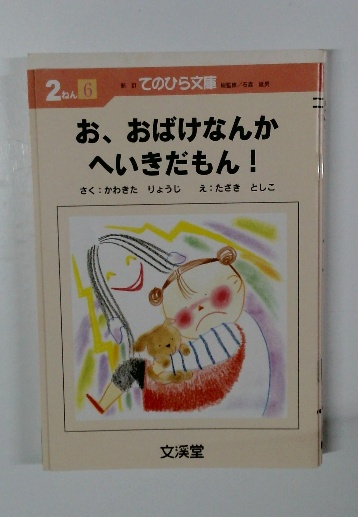 2ねん 6
新 訂 てのひら文庫
お、おばけなんか
へいきだもん！
さく：かわきた りょうじ え：たざき としこ
文溪堂